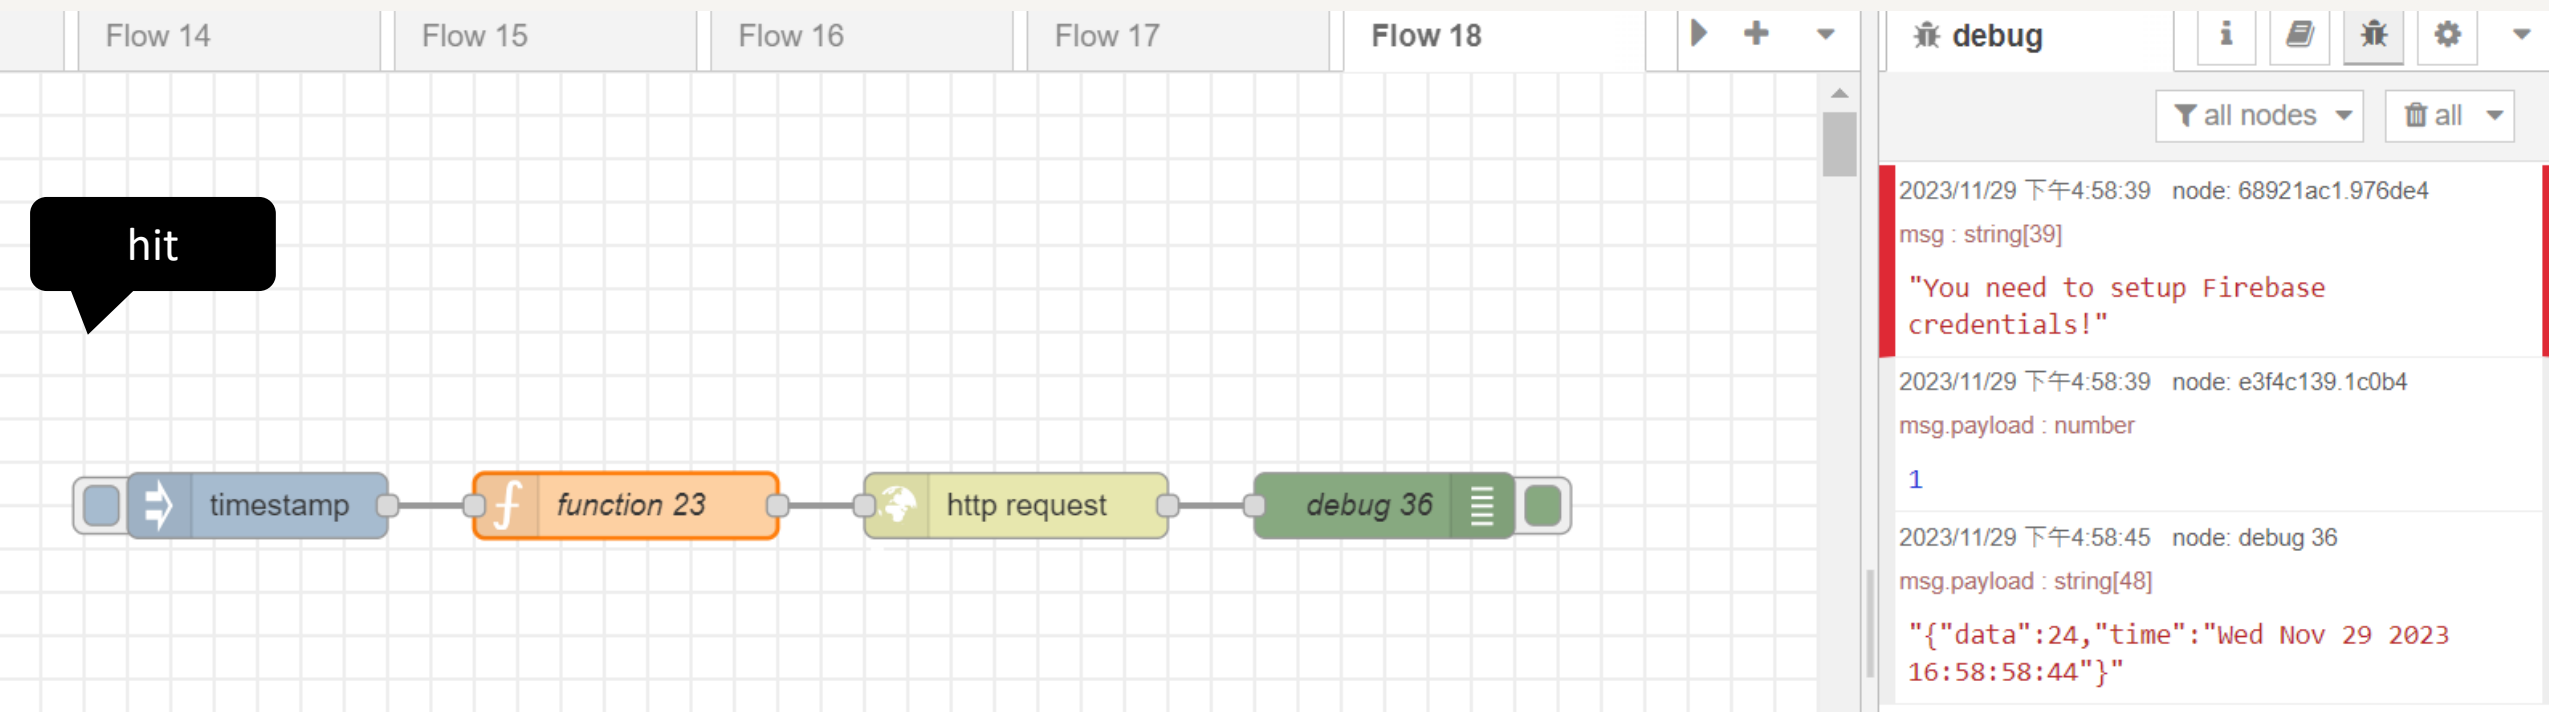 Flow 14
Flow 15
Flow 16
Flow 17
Flow 18
debug
all nodes
all
hit
timestamp
function 23
http request
debug 36
2023/11/29 下午4:58:39 node: 68921ac1.976de4
msg : string[39]
"You need to setup Firebase
credentials!"
2023/11/29 下午4:58:39 node: e3f4c139.1c0b4
msg.payload : number
1
2023/11/29 下午4:58:45 node: debug 36
msg.payload : string[48]
"{"data":24,"time":"Wed Nov 29 2023
16:58:58:44"}"